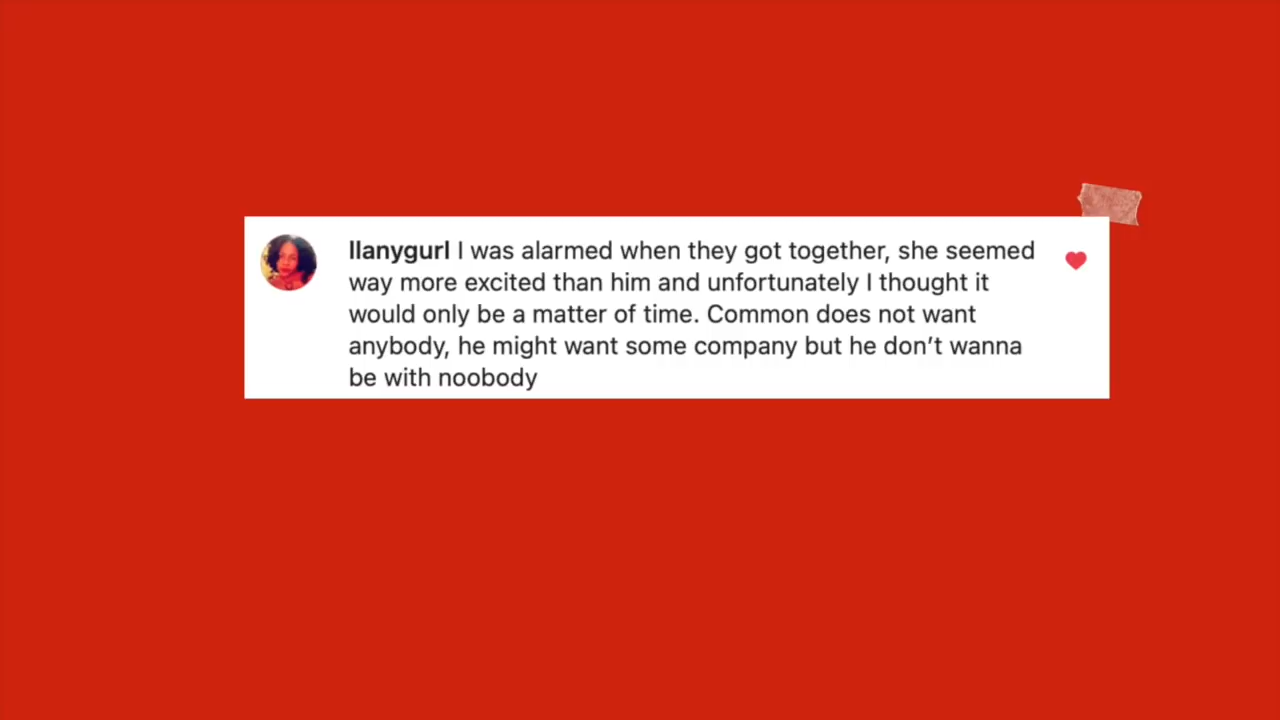 llanygurl I was alarmed when they got together, she seemed
way more excited than him and unfortunately I thought it
would only be a matter of time. Common does not want
anybody, he might want some company but he don’t wanna
be with noobody